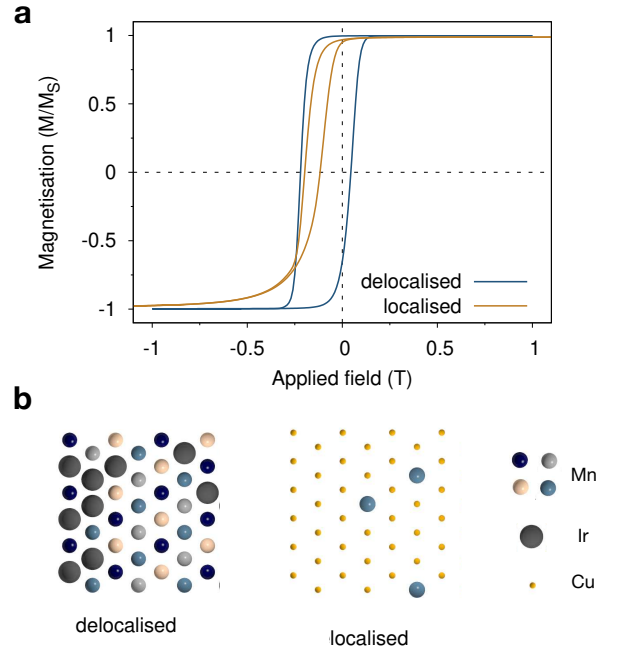 a
Magnetisation (M/M_S)
1
0.5
0
-0.5
-1
delocalised
localised
-1
-0.5
0
0.5
1
Applied field (T)
b
Mn
Ir
Cu
delocalised
localised